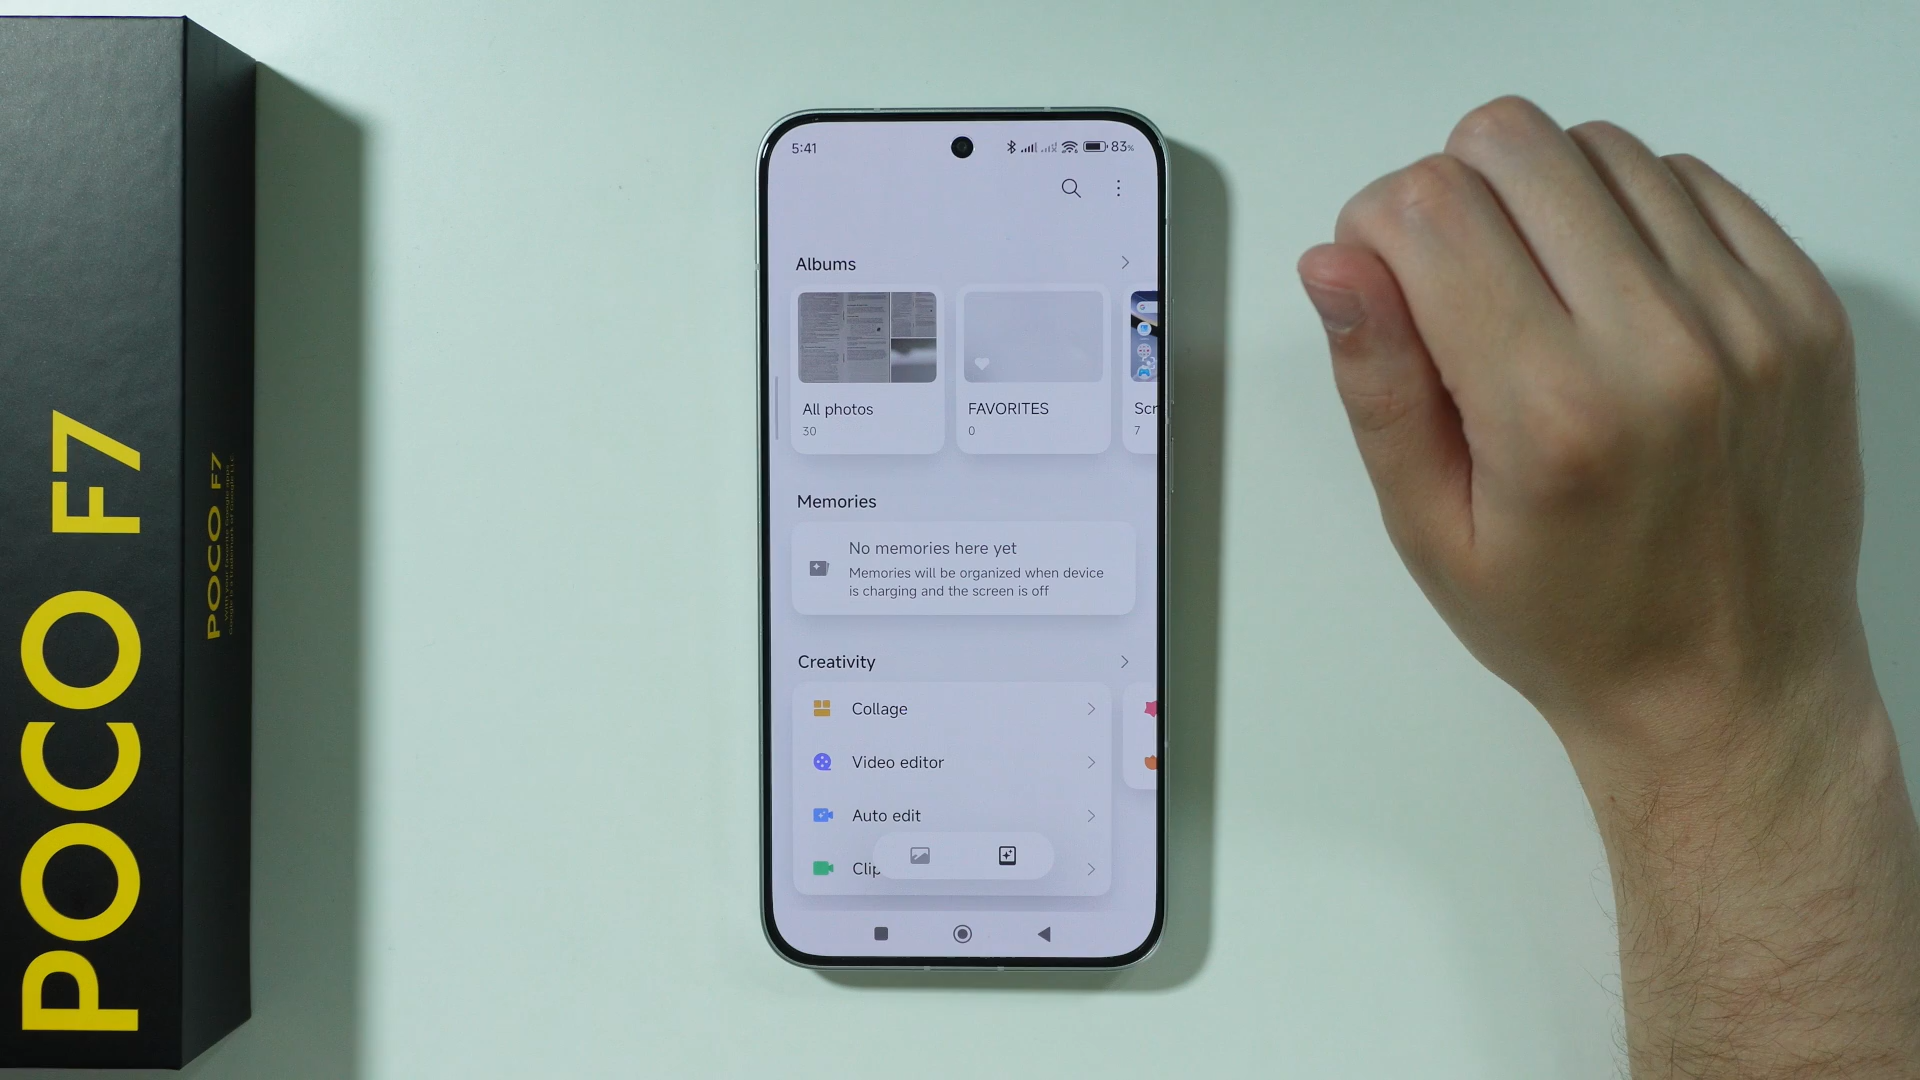 POCO F7
POCO F7
5:41
83%
Albums
All photos
30
FAVORITES
0
Scr
7
Memories
No memories here yet
Memories will be organized when device
is charging and the screen is off
Creativity
Collage
Video editor
Auto edit
Clip